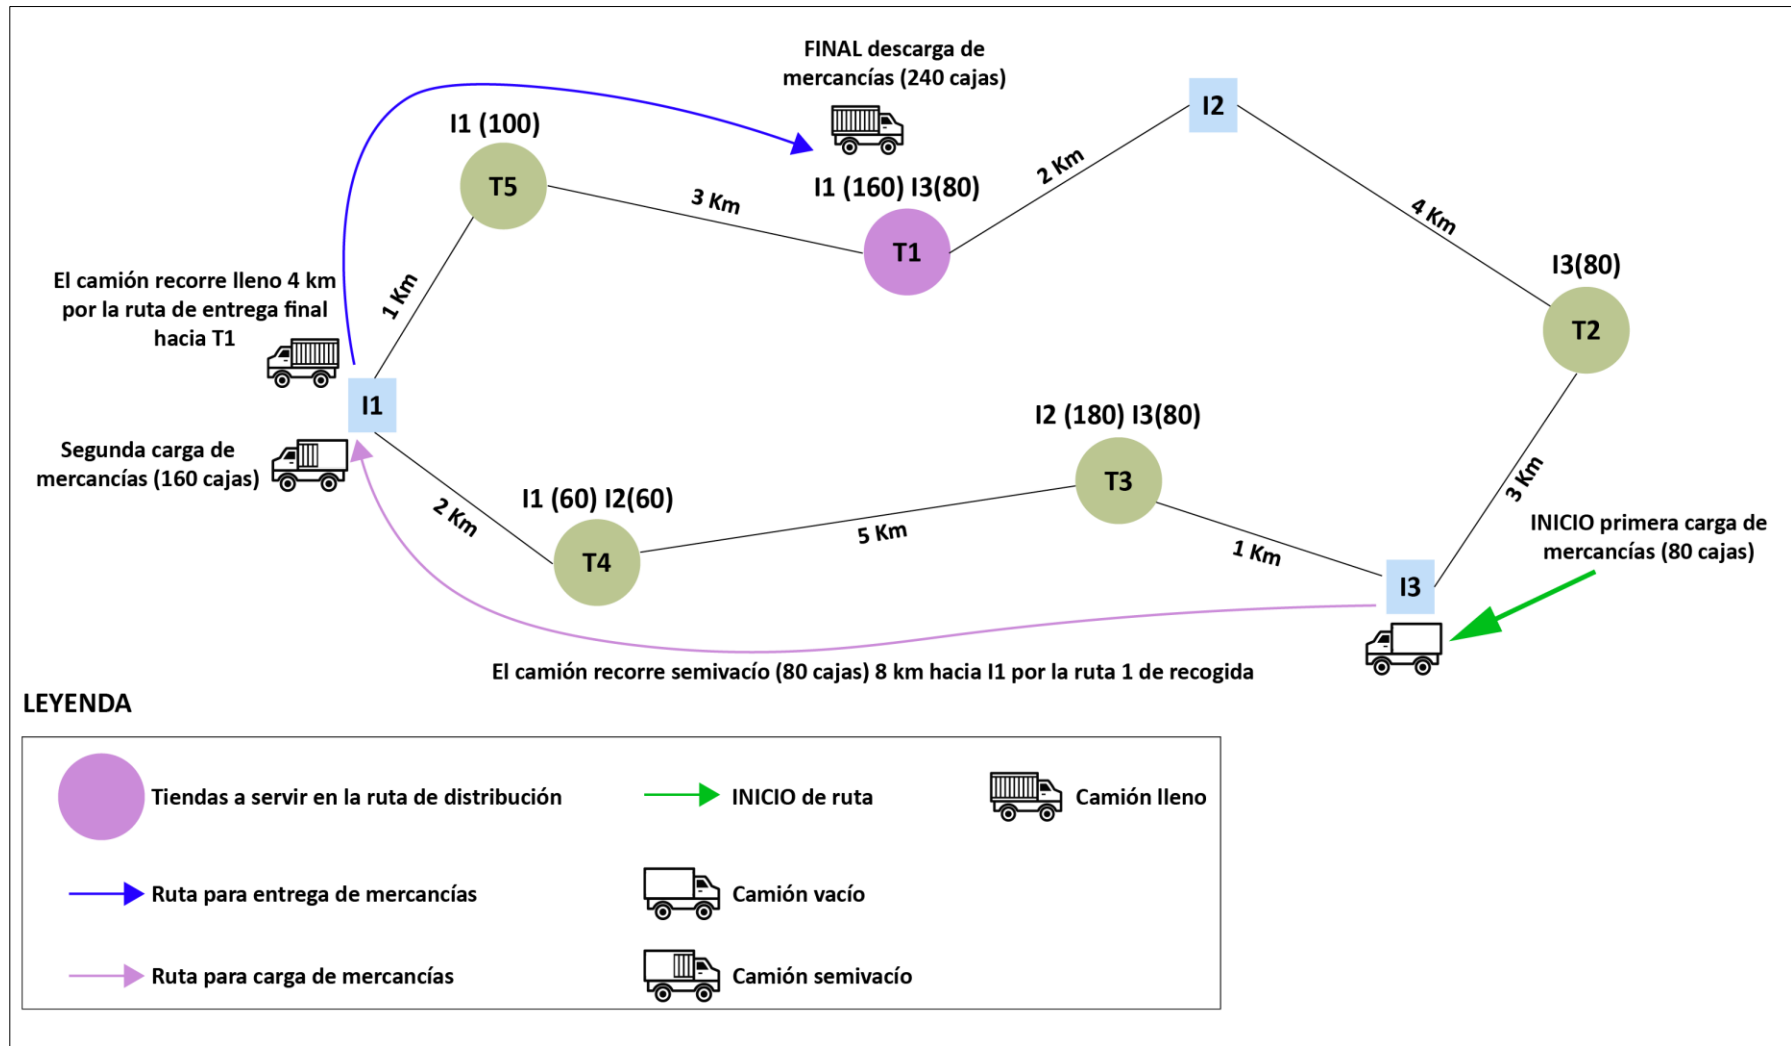 FINAL descarga de
mercancías (240 cajas)
I2
I1 (100)
T5
3 Km
I1 (160) I3(80)
T1
2 Km
4 Km
I3(80)
T2
El camión recorre lleno 4 km
por la ruta de entrega final
hacia T1
1 Km
I1
Segunda carga de
mercancías (160 cajas)
2 Km
I1 (60) I2(60)
T4
5 Km
I2 (180) I3(80)
T3
1 Km
3 Km
I3
INICIO primera carga de
mercancías (80 cajas)
El camión recorre semivacío (80 cajas) 8 km hacia I1 por la ruta 1 de recogida
LEYENDA
Tiendas a servir en la ruta de distribución
INICIO de ruta
Camión lleno
Ruta para entrega de mercancías
Camión vacío
Ruta para carga de mercancías
Camión semivacío